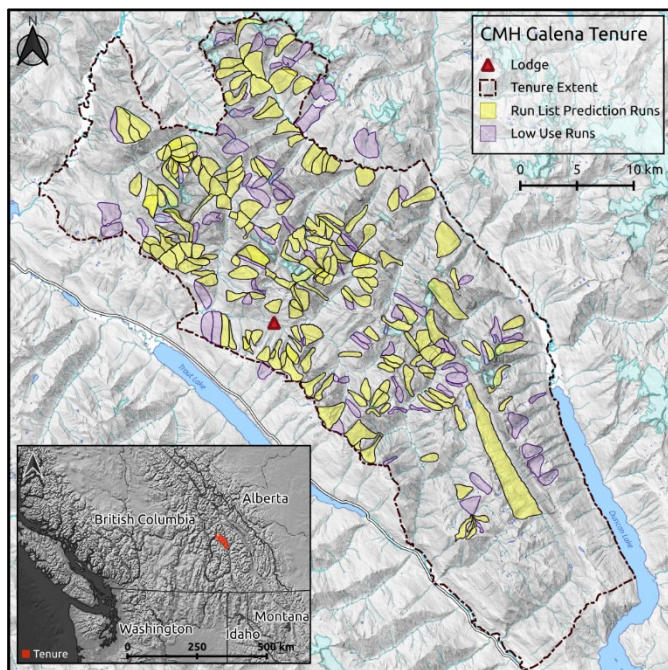 CMH Galena Tenure
Lodge
Tenure Extent
Run List Prediction Runs
Low Use Runs
0 5 10 km
Trout Lake
Duncan Lake
Alberta
British Columbia
Montana
Washington
Idaho
0 250 500 km
Tenure